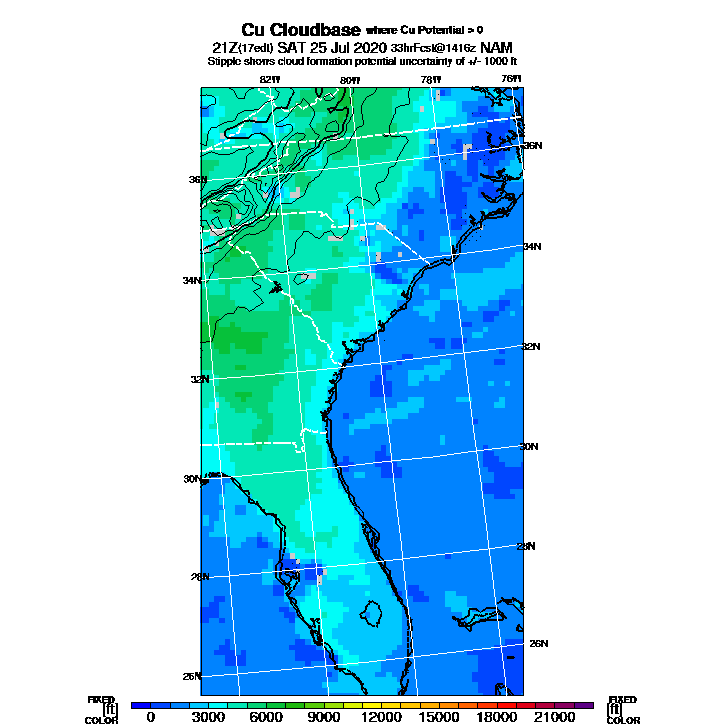 Cu Cloudbase where Cu Potential > 0
21Z(17edt) SAT 25 Jul 2020 33hrFcst@1416z NAM
Stipple shows cloud formation potential uncertainty of +/- 1000 ft
82W 80W 78W 76W
36N
36N
34N
34N
32N
32N
30N
30N
28N
28N
26N
26N
FIXED FIXED
[ft] [ft]
COLOR COLOR
0 3000 6000 9000 12000 15000 18000 21000